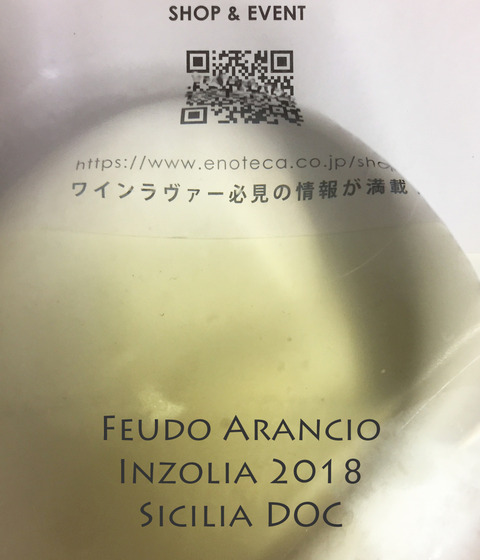 SHOP & EVENT
https://www.enoteca.co.jp/shop
ワインラヴァー必見の情報が満載
FEUDO ARANCIO
INZOLIA 2018
SICILIA DOC